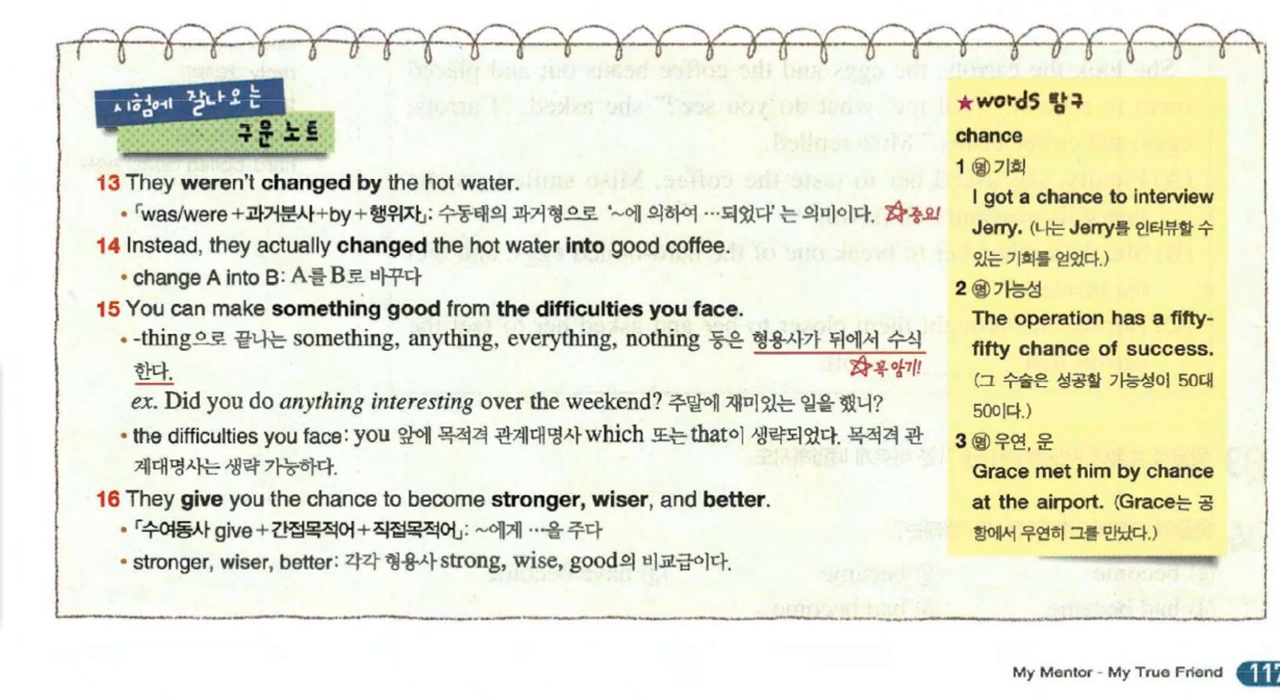 시험에 잘나오는
구문 노트
13 They weren't changed by the hot water.
• 「was/were+과거분사+by+행위자」: 수동태의 과거형으로 '~에 의하여 …되었다' 는 의미이다. ☆중요!
14 Instead, they actually changed the hot water into good coffee.
• change A into B: A를 B로 바꾸다
15 You can make something good from the difficulties you face.
• -thing으로 끝나는 something, anything, everything, nothing 등은 형용사가 뒤에서 수식
한다. ☆꼭 암기!
ex. Did you do anything interesting over the weekend? 주말에 재미있는 일을 했니?
• the difficulties you face: you 앞에 목적격 관계대명사 which 또는 that이 생략되었다. 목적격 관
계대명사는 생략 가능하다.
16 They give you the chance to become stronger, wiser, and better.
• 「수여동사 give+간접목적어+직접목적어」: ~에게 …을 주다
• stronger, wiser, better: 각각 형용사 strong, wise, good의 비교급이다.
★words 탐구
chance
1 명 기회
I got a chance to interview
Jerry. (나는 Jerry를 인터뷰할 수
있는 기회를 얻었다.)
2 명 가능성
The operation has a fifty-
fifty chance of success.
(그 수술은 성공할 가능성이 50대
50이다.)
3 명 우연, 운
Grace met him by chance
at the airport. (Grace는 공
항에서 우연히 그를 만났다.)
My Mentor - My True Friend